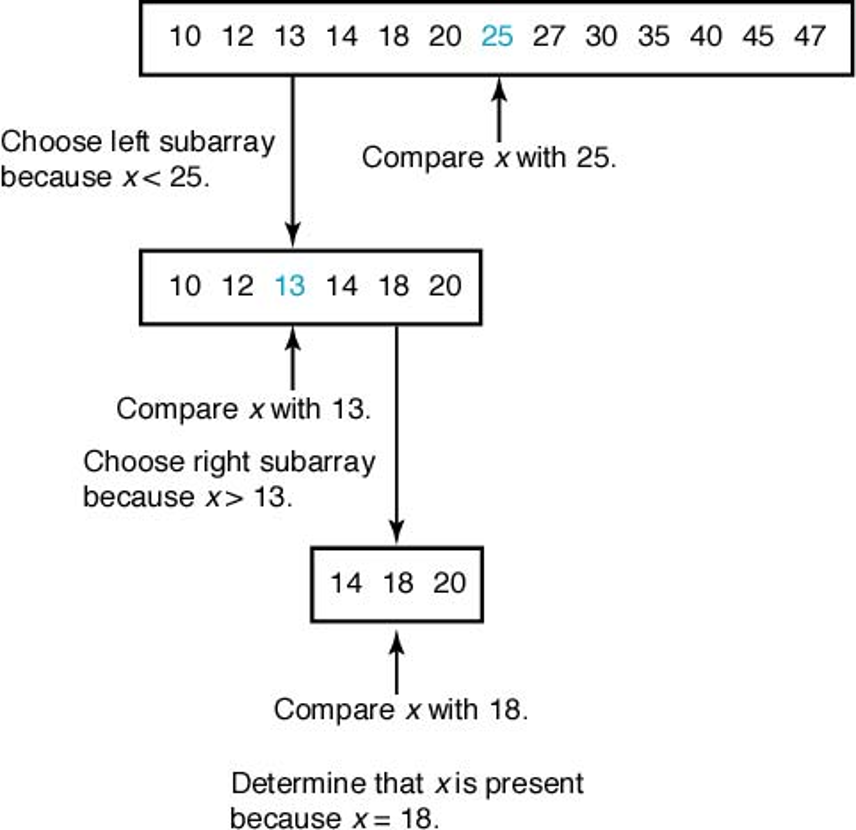 10 12 13 14 18 20 25 27 30 35 40 45 47
Choose left subarray
because x < 25.
Compare x with 25.
10 12 13 14 18 20
Compare x with 13.
Choose right subarray
because x > 13.
14 18 20
Compare x with 18.
Determine that x is present
because x = 18.